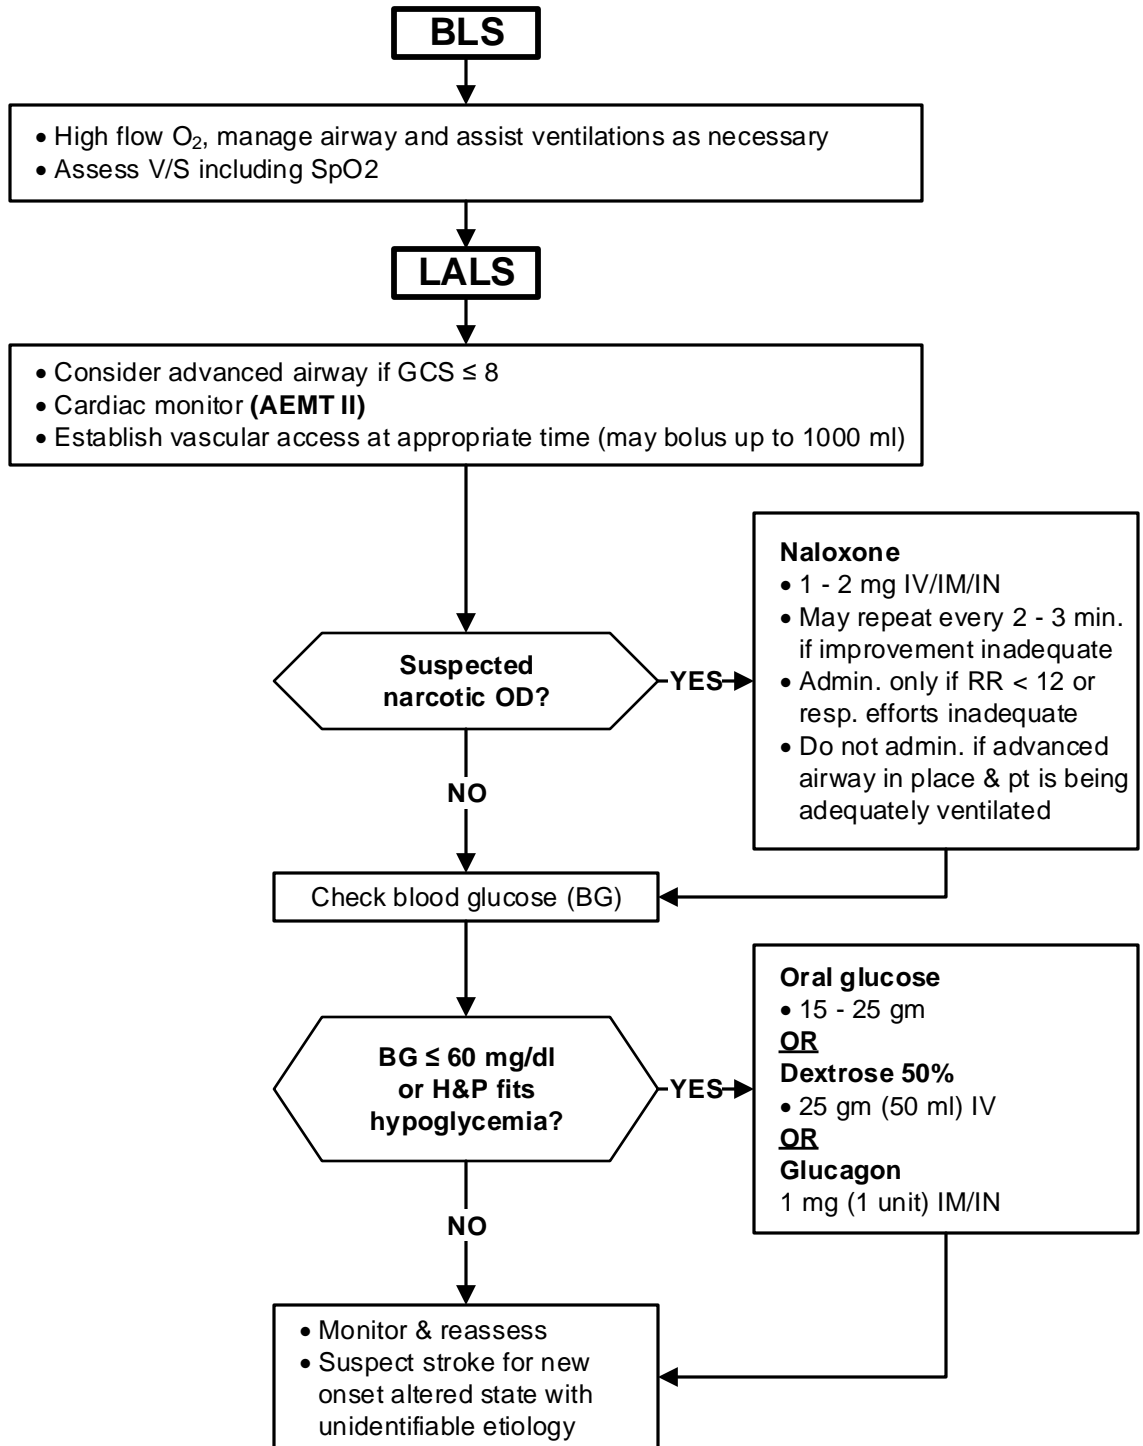 BLS
• High flow O₂, manage airway and assist ventilations as necessary
• Assess V/S including SpO2
LALS
• Consider advanced airway if GCS ≤ 8
• Cardiac monitor (AEMT II)
• Establish vascular access at appropriate time (may bolus up to 1000 ml)
Suspected
narcotic OD?
YES
Naloxone
• 1 - 2 mg IV/IM/IN
• May repeat every 2 - 3 min.
if improvement inadequate
• Admin. only if RR < 12 or
resp. efforts inadequate
• Do not admin. if advanced
airway in place & pt is being
adequately ventilated
NO
Check blood glucose (BG)
BG ≤ 60 mg/dl
or H&P fits
hypoglycemia?
YES
Oral glucose
• 15 - 25 gm
OR
Dextrose 50%
• 25 gm (50 ml) IV
OR
Glucagon
1 mg (1 unit) IM/IN
NO
• Monitor & reassess
• Suspect stroke for new
onset altered state with
unidentifiable etiology